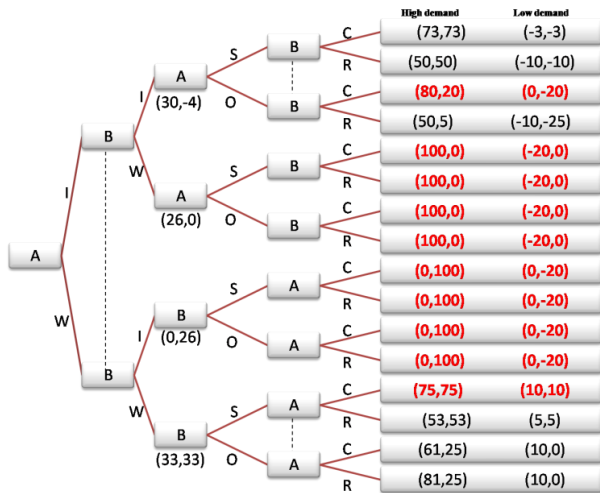 High demand Low demand
C (73,73) (-3,-3)
B
S R (50,50) (-10,-10)
A
(30,-4) O C (80,20) (0,-20)
B
I R (50,5) (-10,-25)
B
W C (100,0) (-20,0)
B
S R (100,0) (-20,0)
A
(26,0) O C (100,0) (-20,0)
B
I R (100,0) (-20,0)
A
W C (0,100) (0,-20)
A
S R (0,100) (0,-20)
B
(0,26) O C (0,100) (0,-20)
A
I R (0,100) (0,-20)
B
W C (75,75) (10,10)
A
S R (53,53) (5,5)
B
(33,33) O C (61,25) (10,0)
A
R (81,25) (10,0)